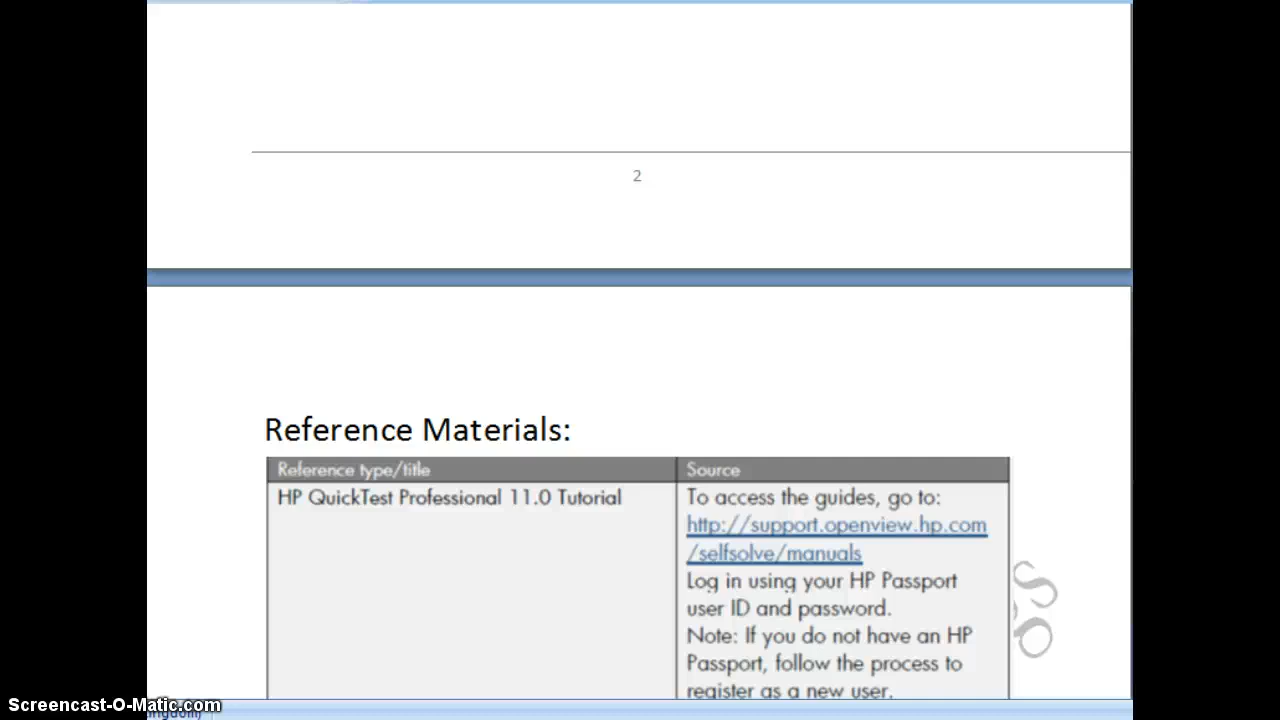 2
Reference Materials:
Reference type/title
Source
HP QuickTest Professional 11.0 Tutorial
To access the guides, go to:
http://support.openview.hp.com
/selfsolve/manuals
Log in using your HP Passport
user ID and password.
Note: If you do not have an HP
Passport, follow the process to
register as a new user.
Screencast-O-Matic.com